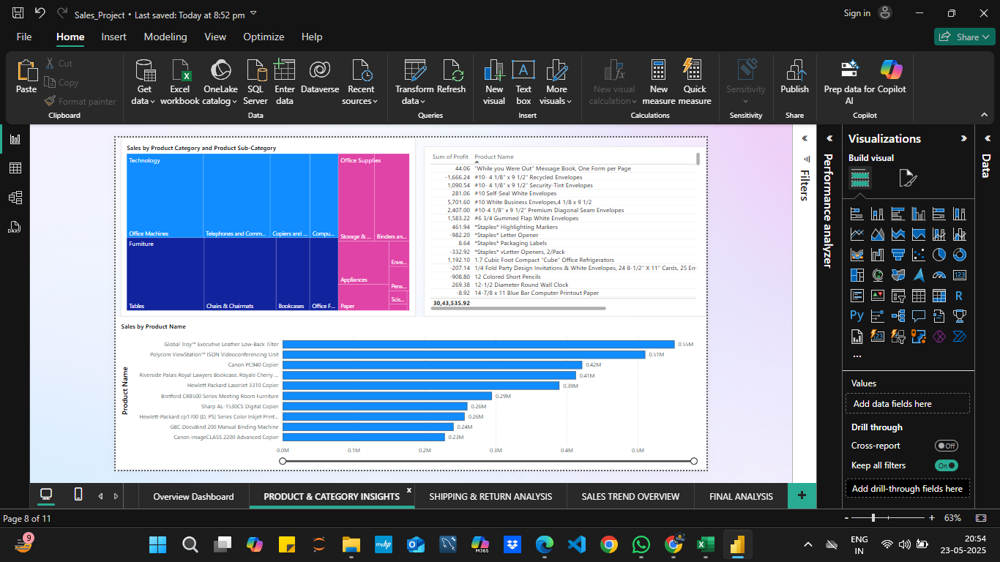 Sales_Project • Last saved: Today at 8:52 pm
Sign in
File Home Insert Modeling View Optimize Help
Share
Paste
Cut
Copy
Format painter
Clipboard
Get data
Excel workbook
OneLake catalog
SQL Server
Enter data
Dataverse
Recent sources
Data
Transform data
Refresh
Queries
New visual
Text box
More visuals
Insert
New visual calculation
New measure
Quick measure
Calculations
Sensitivity
Sensitivity
Publish
Share
Prep data for AI
Copilot
Copilot
Sales by Product Category and Product Sub-Category
Technology
Office Machines
Telephones and Comm...
Copiers and ...
Compu...
Furniture
Tables
Chairs & Chairmats
Bookcases
Office F...
Office Supplies
Storage & ...
Binders an...
Appliances
Enve...
Pens...
Paper
Scis...
Sum of Profit Product Name
44.06 "While you Were Out" Message Book, One Form per Page
-1,666.24 #10- 4 1/8" x 9 1/2" Recycled Envelopes
1,090.54 #10- 4 1/8" x 9 1/2" Security-Tint Envelopes
281.06 #10 Self-Seal White Envelopes
5,701.60 #10 White Business Envelopes,4 1/8 x 9 1/2
2,407.00 #10-4 1/8" x 9 1/2" Premium Diagonal Seam Envelopes
1,583.22 #6 3/4 Gummed Flap White Envelopes
461.94 *Staples* Highlighting Markers
-982.20 *Staples* Letter Opener
8.64 *Staples* Packaging Labels
-332.92 *Staples* vLetter Openers, 2/Pack
1,192.10 1.7 Cubic Foot Compact "Cube" Office Refrigerators
-207.14 1/4 Fold Party Design Invitations & White Envelopes, 24 8-1/2" X 11" Cards, 25 En
-908.80 12 Colored Short Pencils
269.38 12-1/2 Diameter Round Wall Clock
-8.92 14-7/8 x 11 Blue Bar Computer Printout Paper
30,43,535.92
Sales by Product Name
Product Name
Global Troy™ Executive Leather Low-Back Tilter 0.55M
Polycom ViewStation™ ISDN Videoconferencing Unit 0.51M
Canon PC940 Copier 0.42M
Riverside Palais Royal Lawyers Bookcase, Royale Cherry ... 0.41M
Hewlett Packard LaserJet 3310 Copier 0.39M
Bretford CR8500 Series Meeting Room Furniture 0.29M
Sharp AL-1530CS Digital Copier 0.26M
Hewlett-Packard cp1700 [D, PS] Series Color Inkjet Print... 0.26M
GBC DocuBind 200 Manual Binding Machine 0.24M
Canon imageCLASS 2200 Advanced Copier 0.23M
0.0M 0.1M 0.2M 0.3M 0.4M 0.5M
Filters
Performance analyzer
Visualizations
Build visual
123
R
Py
123
...
Values
Add data fields here
Drill through
Cross-report Off
Keep all filters On
Add drill-through fields here
Data
DAX
Overview Dashboard
PRODUCT & CATEGORY INSIGHTS x
SHIPPING & RETURN ANALYSIS
SALES TREND OVERVIEW
FINAL ANALYSIS
+
Page 8 of 11
- + 63%
9
myhp
M365
ENG
IN
20:54
23-05-2025